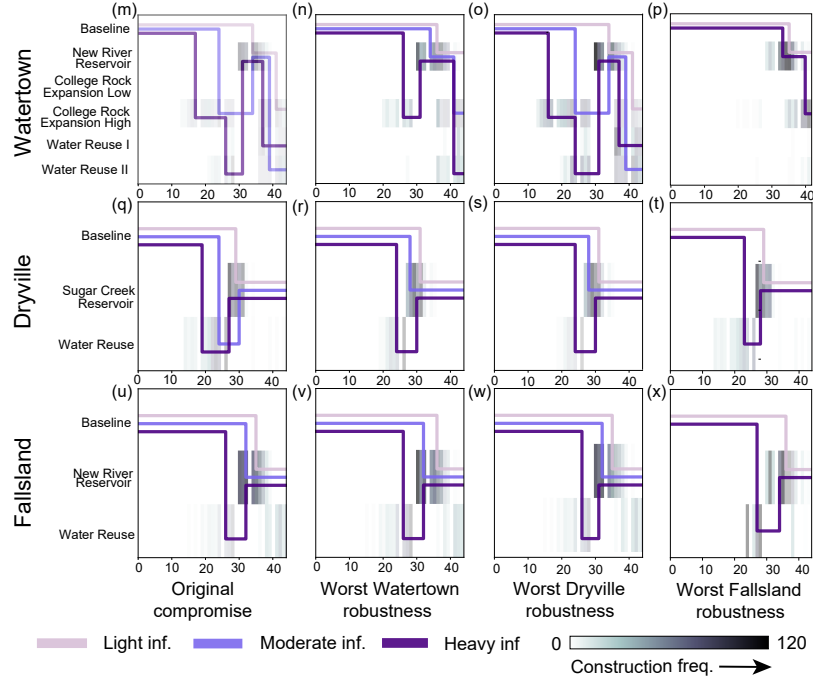 (m) (n) (o) (p)
Watertown
Baseline
New River
Reservoir
College Rock
Expansion Low
College Rock
Expansion High
Water Reuse I
Water Reuse II
0 10 20 30 40 0 10 20 30 40 0 10 20 30 40 0 10 20 30 40
(q) (r) (s) (t)
Dryville
Baseline
Sugar Creek
Reservoir
Water Reuse
0 10 20 30 40 0 10 20 30 40 0 10 20 30 40 0 10 20 30 40
(u) (v) (w) (x)
Fallsland
Baseline
New River
Reservoir
Water Reuse
0 10 20 30 40 0 10 20 30 40 0 10 20 30 40 0 10 20 30 40
Original
compromise
Worst Watertown
robustness
Worst Dryville
robustness
Worst Fallsland
robustness
Light inf. Moderate inf. Heavy inf 0 120
Construction freq.